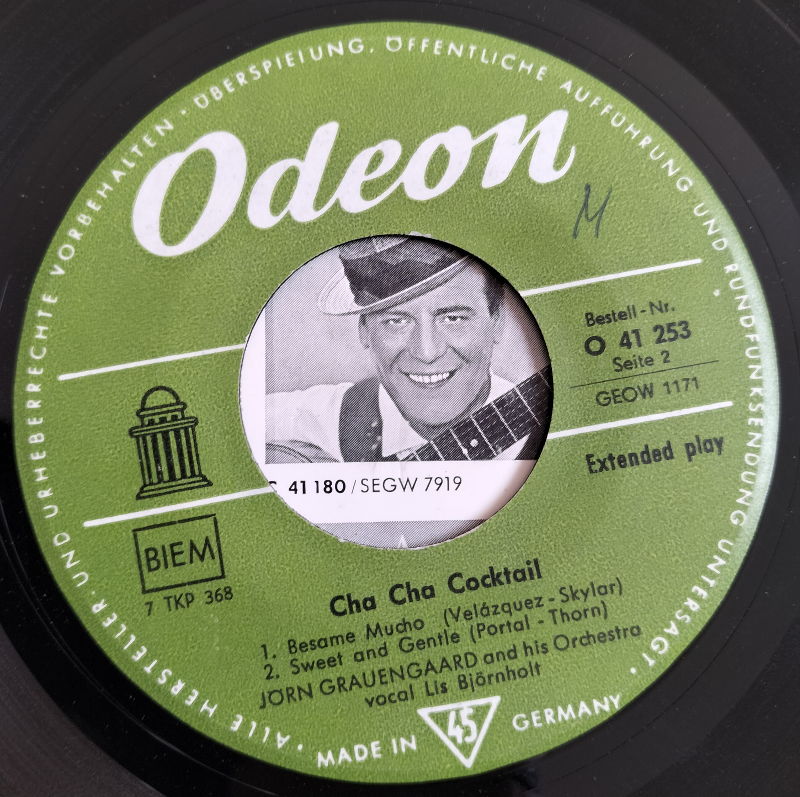 ALLE HERSTELLER- UND URHEBERRECHTE VORBEHALTEN · ÜBERSPIELUNG, ÖFFENTLICHE AUFFÜHRUNG UND RUNDFUNKSENDUNG UNTERSAGT ·
Odeon
M
Bestell-Nr.
O 41 253
Seite 2
GEOW 1171
Extended play
41 180 / SEGW 7919
BIEM
7 TKP 368
Cha Cha Cocktail
1. Besame Mucho (Velázquez - Skylar)
2. Sweet and Gentle (Portal - Thorn)
JÖRN GRAUENGAARD and his Orchestra
vocal Lis Björnholt
MADE IN 45 GERMANY